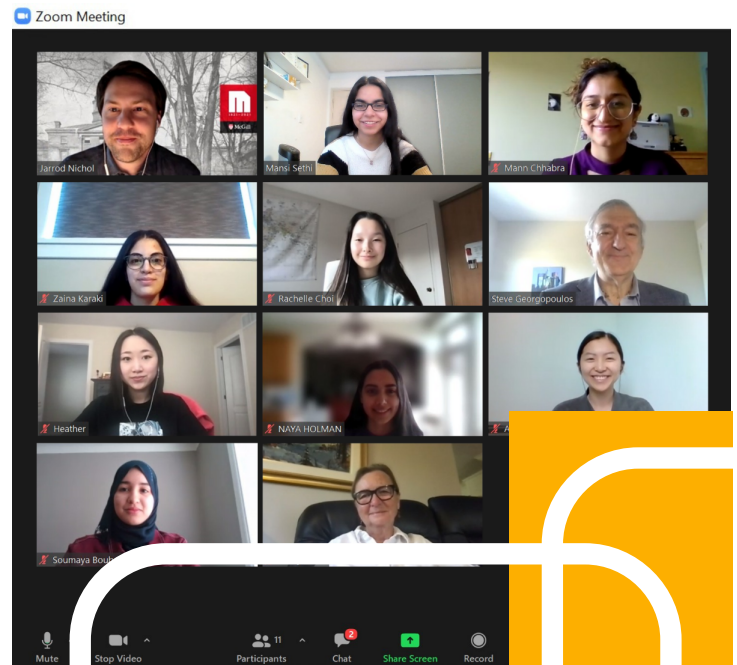 Zoom Meeting
McGill
Jarrod Nichol
Mansi Sethi
Mann Chhabra
Zaina Karaki
Rachelle Choi
Steve Georgopoulos
Heather
NAYA HOLMAN
A
Soumaya Boub
Mute
Stop Video
Participants
11
Chat
2
Share Screen
Record